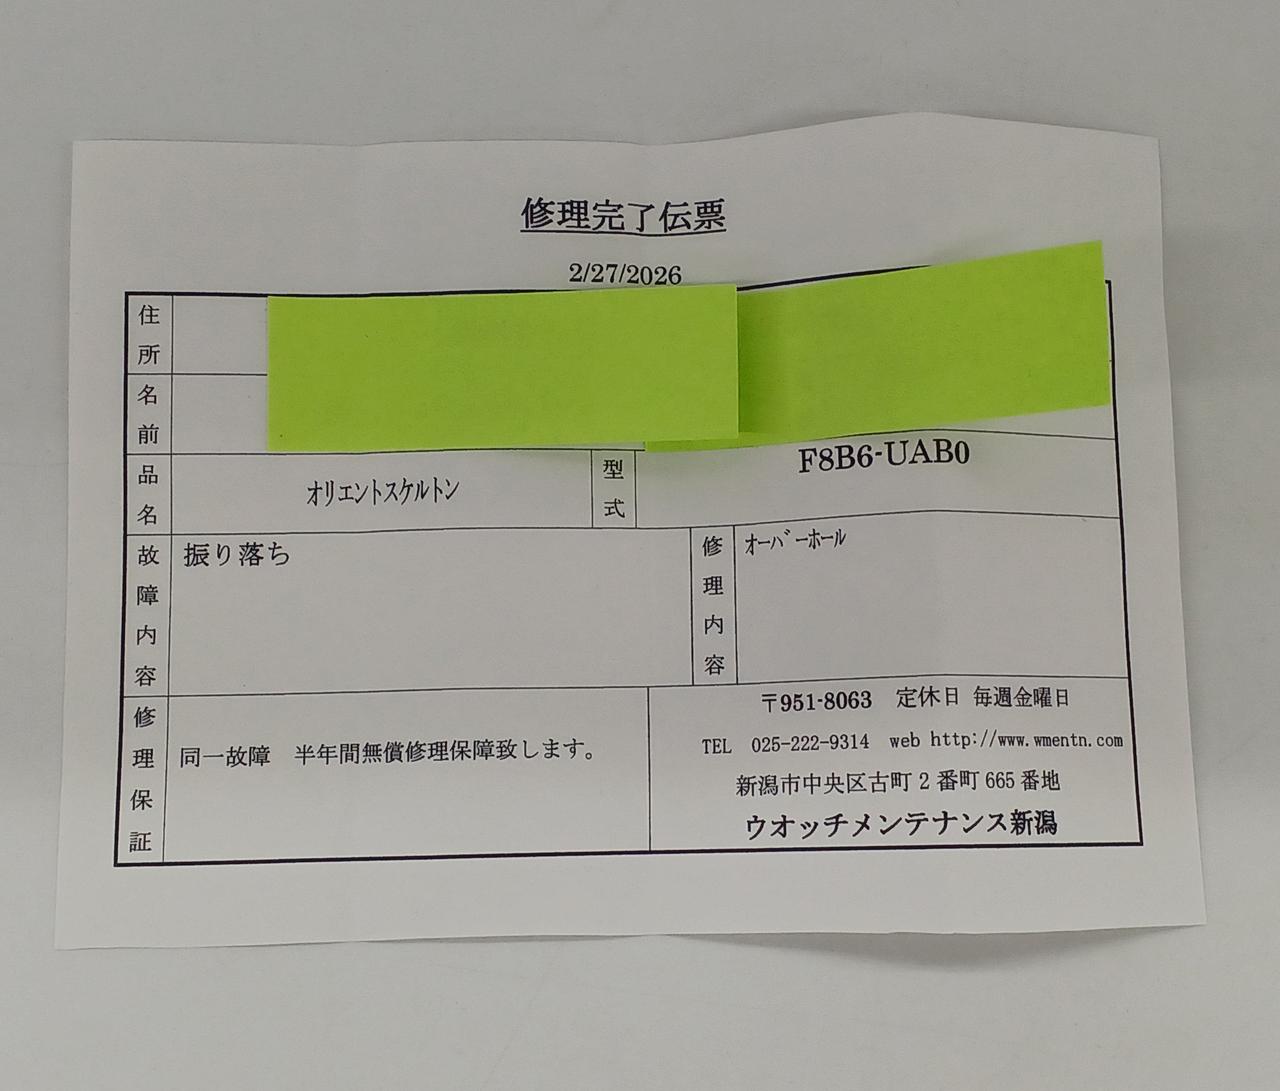 修理完了伝票
2/27/2026
住所
名前
品名
オリエントスケルトン
型式
F8B6-UAB0
故障内容
振り落ち
修理内容
オーバーホール
修理保証
同一故障　半年間無償修理保障致します。
〒951-8063　定休日 毎週金曜日
TEL　025-222-9314　web http://www.wmentn.com
新潟市中央区古町 2 番町 665 番地
ウオッチメンテナンス新潟